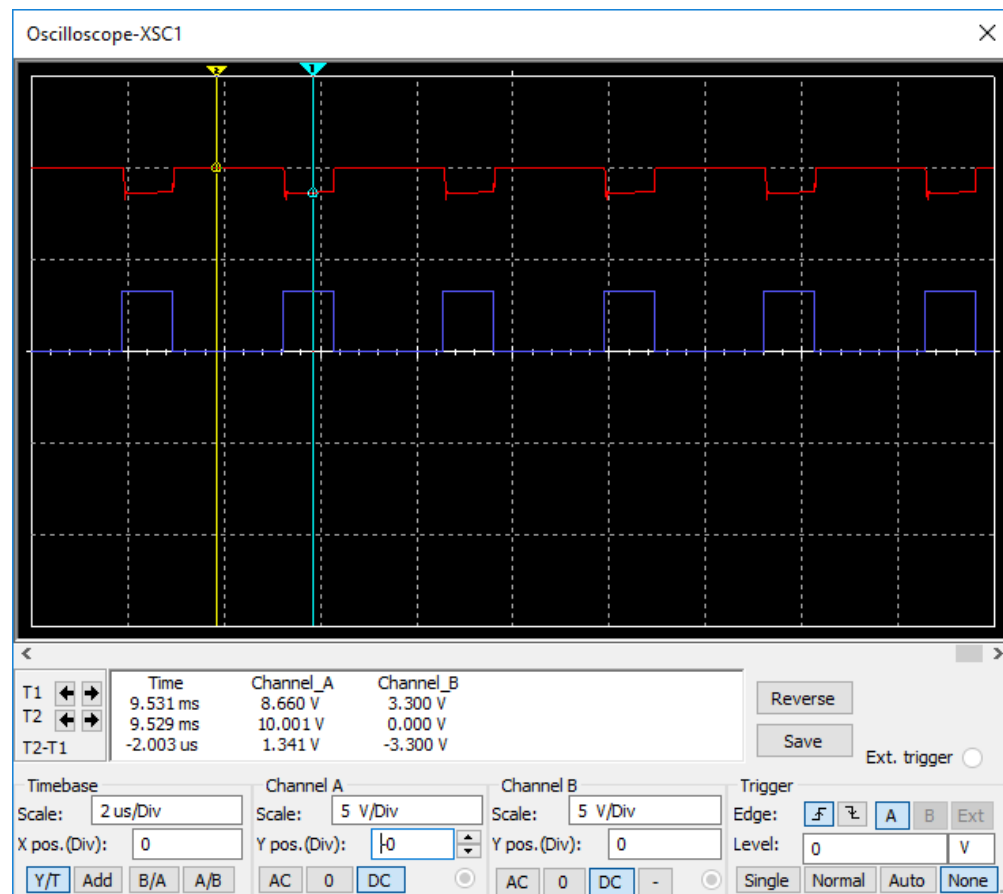 Oscilloscope-XSC1
2 1
T1 Time Channel_A Channel_B
9.531 ms 8.660 V 3.300 V
T2 9.529 ms 10.001 V 0.000 V
T2-T1 -2.003 us 1.341 V -3.300 V
Reverse
Save
Ext. trigger
Timebase Channel A Channel B Trigger
Scale: 2 us/Div Scale: 5 V/Div Scale: 5 V/Div Edge: A B Ext
X pos.(Div): 0 Y pos.(Div): -0 Y pos.(Div): 0 Level: 0 V
Y/T Add B/A A/B AC 0 DC AC 0 DC - Single Normal Auto None